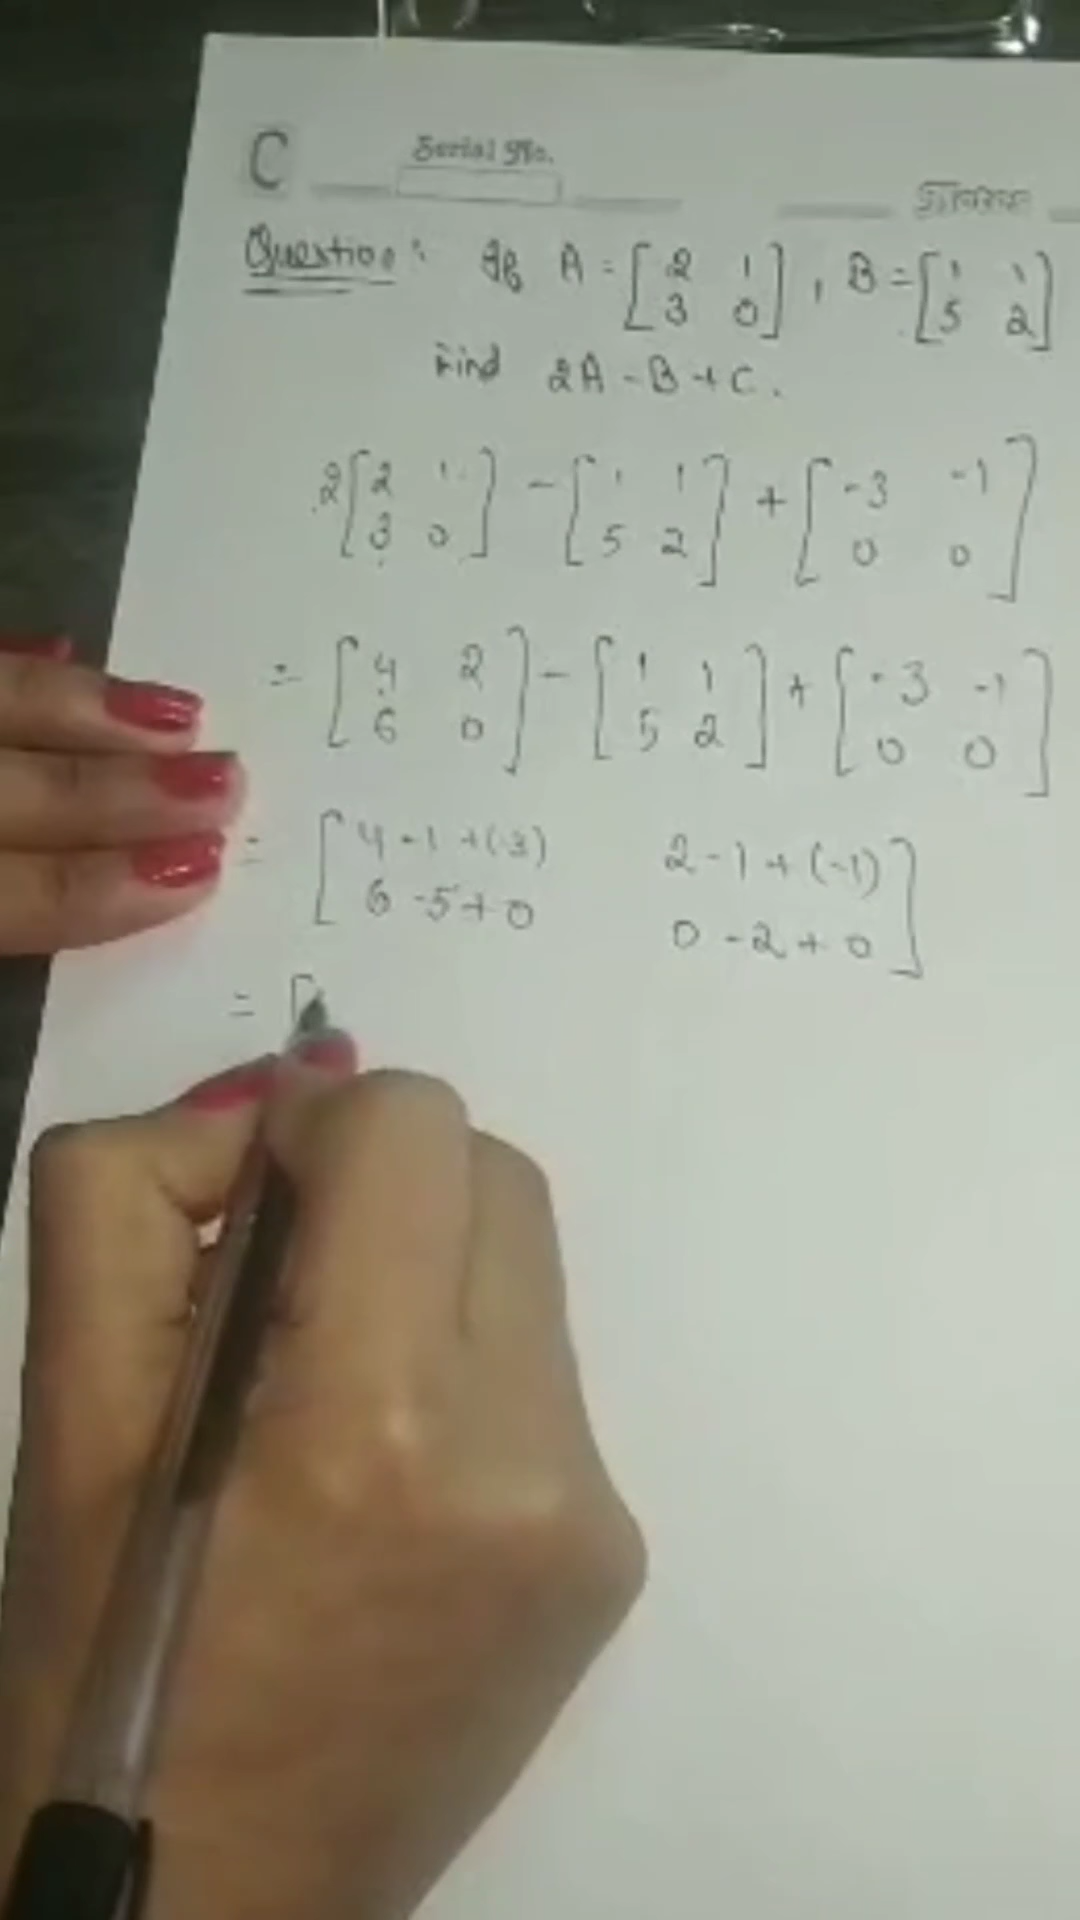 C
Serial No.
Question: If A = [2 1; 3 0], B = [1 1; 5 2]
Find 2A - B + C.
2[2 1; 3 0] - [1 1; 5 2] + [-3 -1; 0 0]
= [4 2; 6 0] - [1 1; 5 2] + [-3 -1; 0 0]
= [4-1+(-3) 2-1+(-1); 6-5+0 0-2+0]
= [